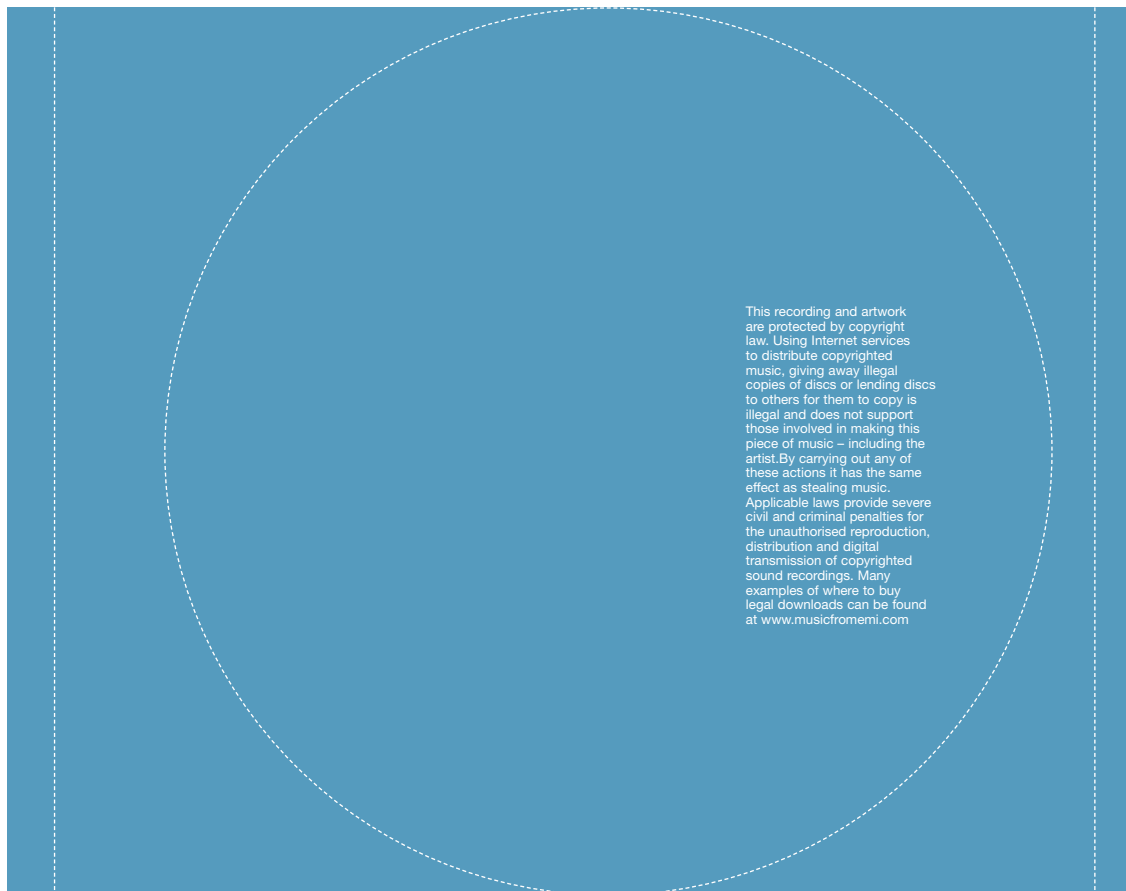 This recording and artwork
are protected by copyright
law. Using Internet services
to distribute copyrighted
music, giving away illegal
copies of discs or lending discs
to others for them to copy is
illegal and does not support
those involved in making this
piece of music – including the
artist.By carrying out any of
these actions it has the same
effect as stealing music.
Applicable laws provide severe
civil and criminal penalties for
the unauthorised reproduction,
distribution and digital
transmission of copyrighted
sound recordings. Many
examples of where to buy
legal downloads can be found
at www.musicfromemi.com